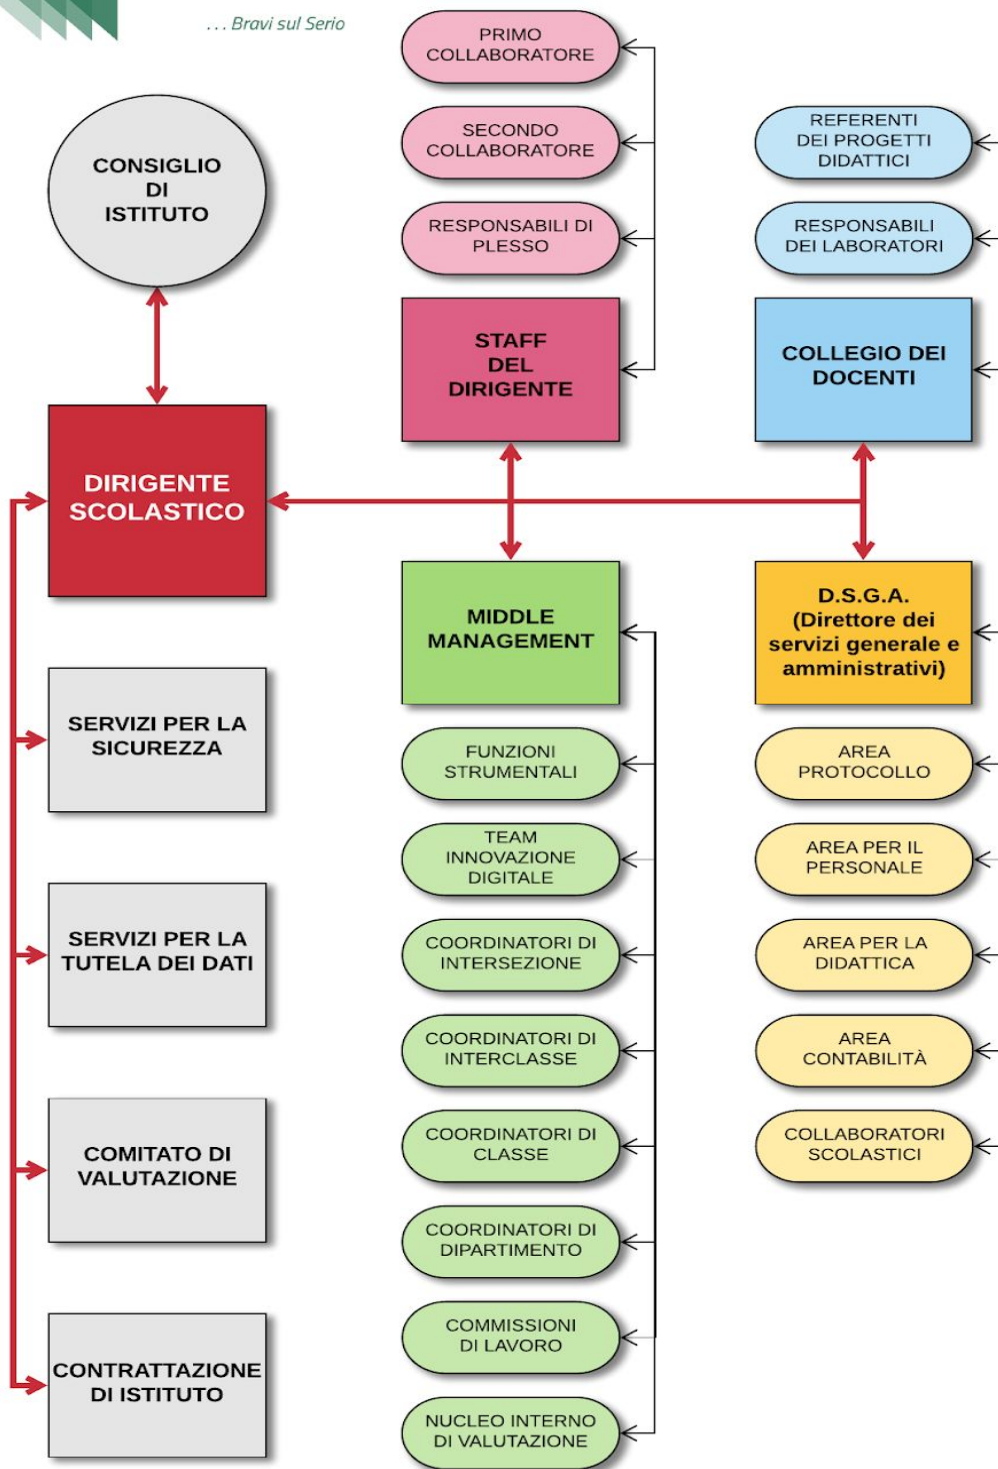 ... Bravi sul Serio
PRIMO
COLLABORATORE
SECONDO
COLLABORATORE
RESPONSABILI DI
PLESSO
STAFF
DEL
DIRIGENTE
REFERENTI
DEI PROGETTI
DIDATTICI
RESPONSABILI
DEI LABORATORI
COLLEGIO DEI
DOCENTI
CONSIGLIO
DI
ISTITUTO
DIRIGENTE
SCOLASTICO
SERVIZI PER LA
SICUREZZA
SERVIZI PER LA
TUTELA DEI DATI
COMITATO DI
VALUTAZIONE
CONTRATTAZIONE
DI ISTITUTO
MIDDLE
MANAGEMENT
FUNZIONI
STRUMENTALI
TEAM
INNOVAZIONE
DIGITALE
COORDINATORI DI
INTERSEZIONE
COORDINATORI DI
INTERCLASSE
COORDINATORI DI
CLASSE
COORDINATORI DI
DIPARTIMENTO
COMMISSIONI
DI LAVORO
NUCLEO INTERNO
DI VALUTAZIONE
D.S.G.A.
(Direttore dei
servizi generale e
amministrativi)
AREA
PROTOCOLLO
AREA PER IL
PERSONALE
AREA PER LA
DIDATTICA
AREA
CONTABILITÀ
COLLABORATORI
SCOLASTICI